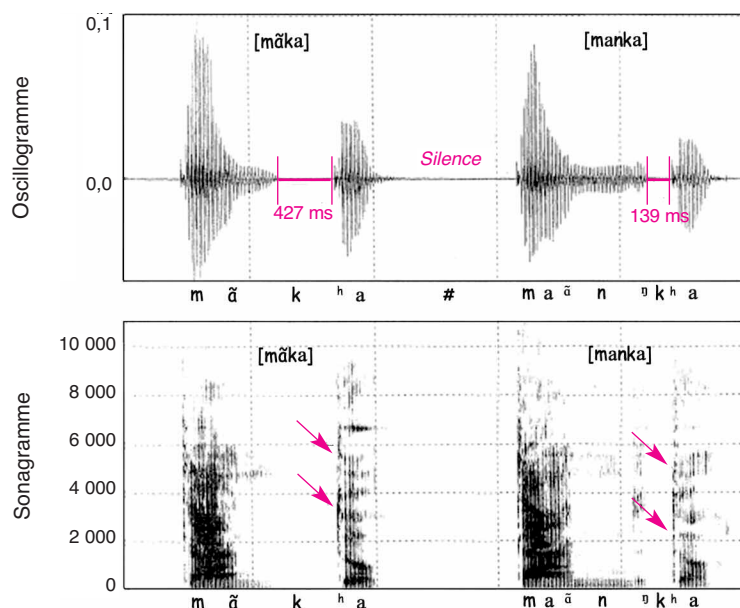 0,1
[mãka]
[manka]
Oscillogramme
Silence
0,0
427 ms
139 ms
m ã k ʰ a # m a ã n ᵑ k ʰ a
10 000
[mãka]
[manka]
8 000
Sonagramme
6 000
4 000
2 000
0
m ã k ʰ a m a ã n ᵑ k ʰ a